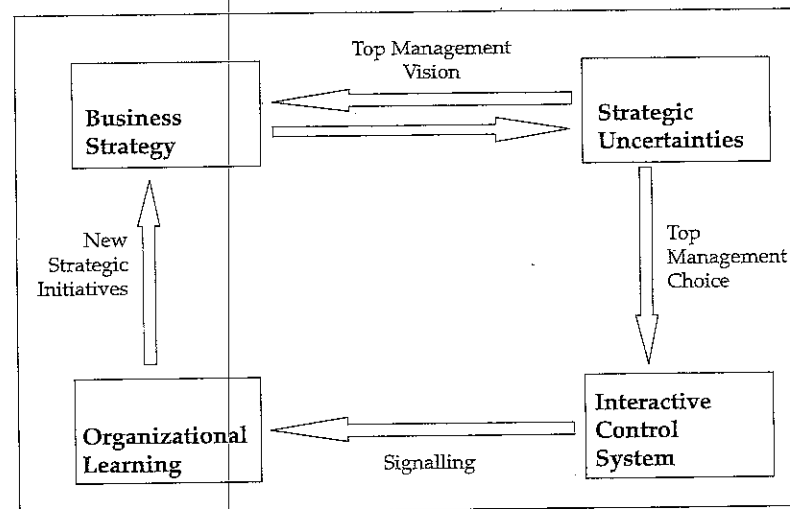 Top Management
Vision
Business
Strategy
Strategic
Uncertainties
New
Strategic
Initiatives
Top
Management
Choice
Organizational
Learning
Signalling
Interactive
Control
System